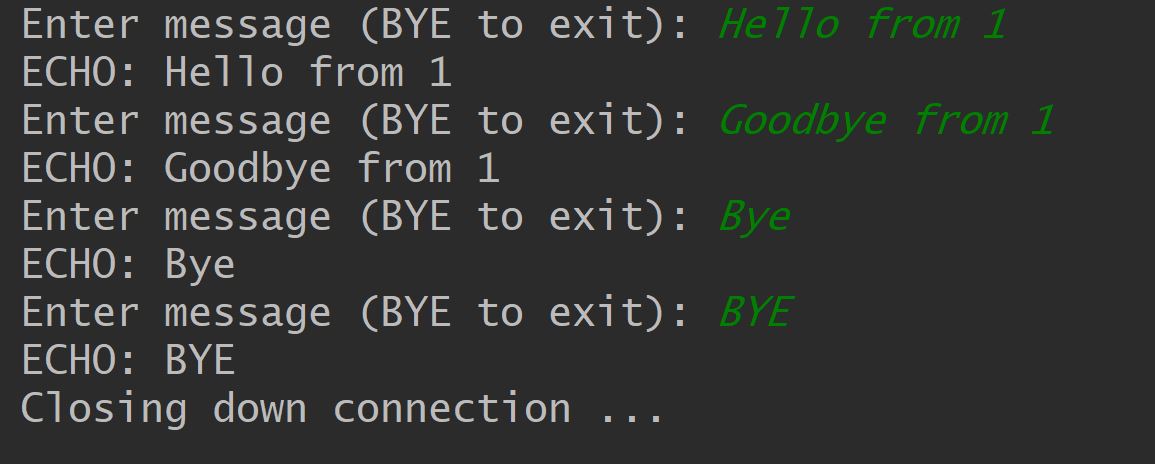 Enter message (BYE to exit): Hello from 1
ECHO: Hello from 1
Enter message (BYE to exit): Goodbye from 1
ECHO: Goodbye from 1
Enter message (BYE to exit): Bye
ECHO: Bye
Enter message (BYE to exit): BYE
ECHO: BYE
Closing down connection ...